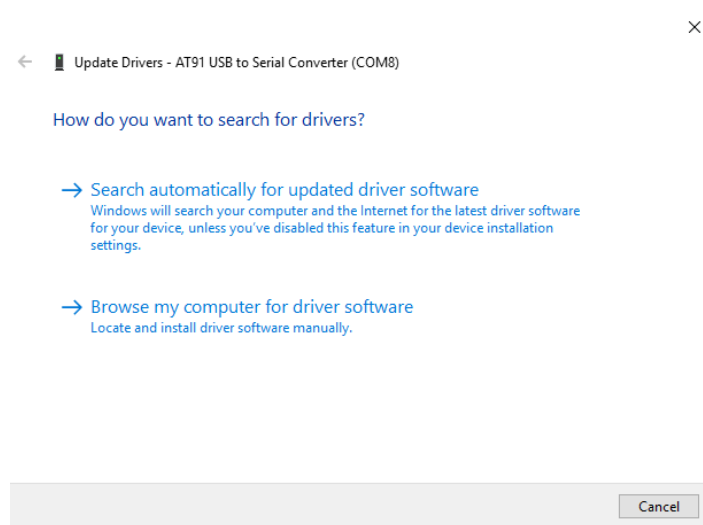 Update Drivers - AT91 USB to Serial Converter (COM8)
How do you want to search for drivers?
Search automatically for updated driver software
Windows will search your computer and the Internet for the latest driver software
for your device, unless you've disabled this feature in your device installation
settings.
Browse my computer for driver software
Locate and install driver software manually.
Cancel